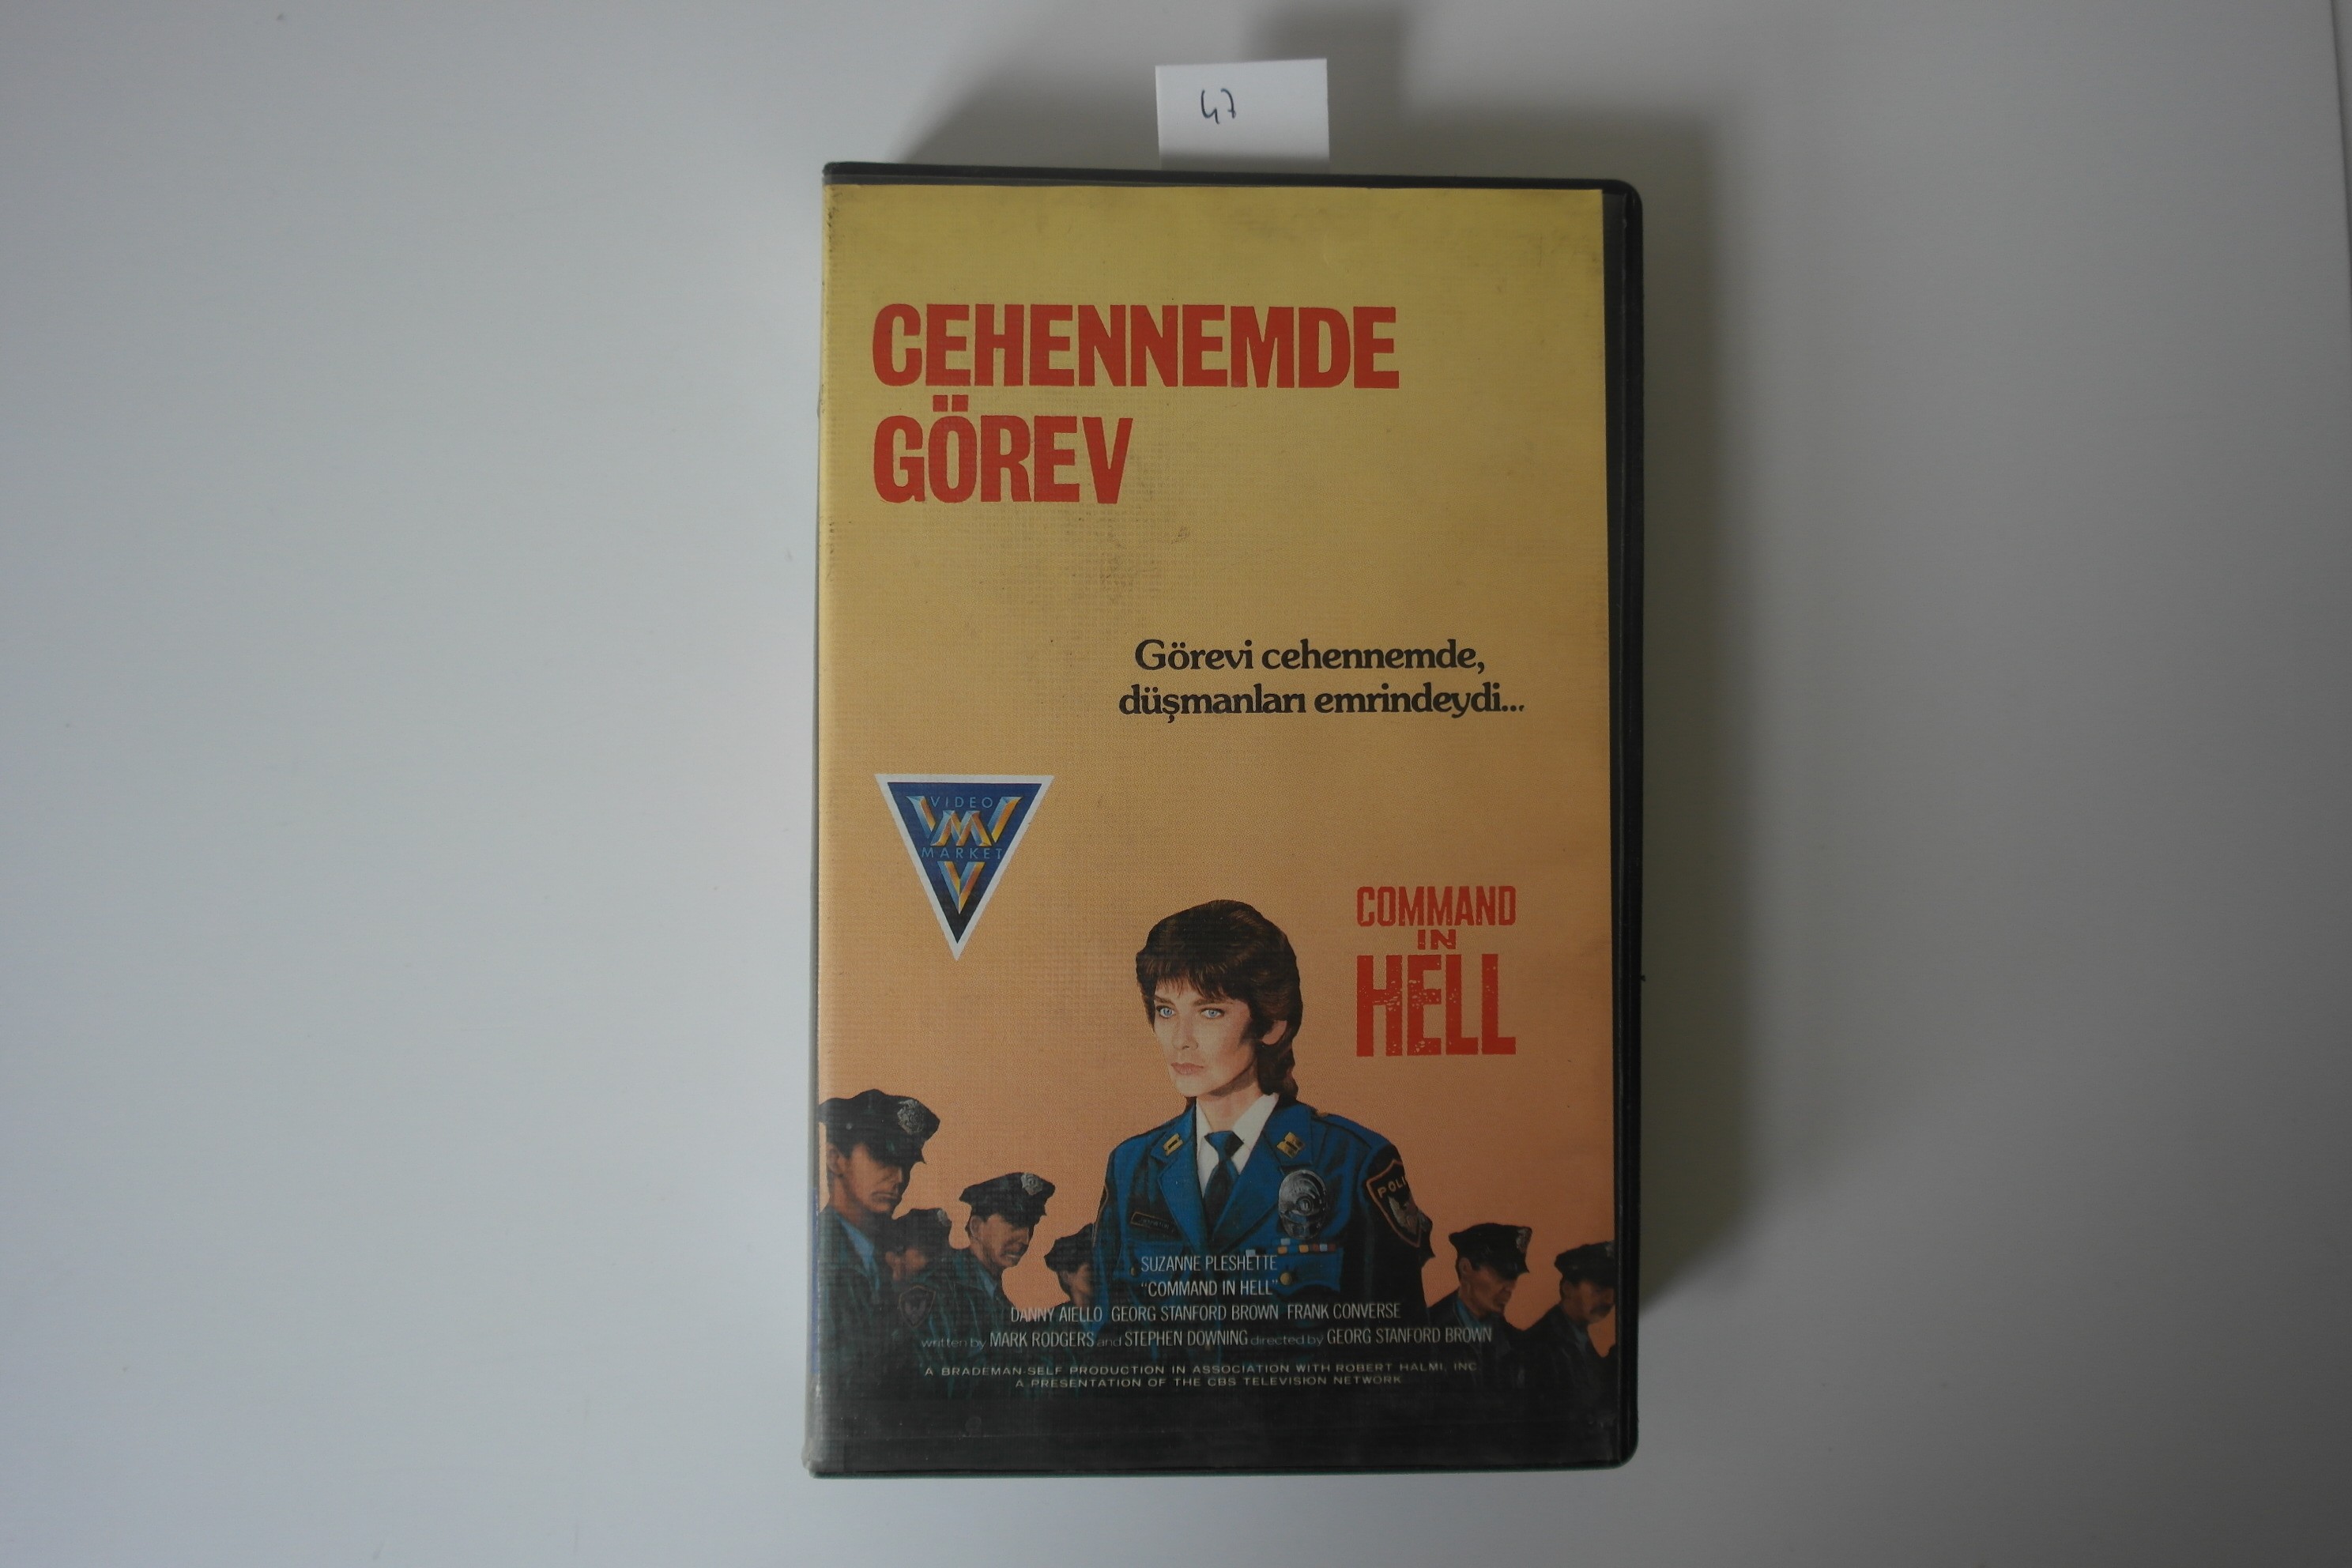 47
CEHENNEMDE
GÖREV
Görevi cehennemde,
düşmanları emrindeydi...
VIDEO
MARKET
COMMAND
IN
HELL
POLI
SUZANNE PLESHETTE
"COMMAND IN HELL"
DANNY AIELLO GEORG STANFORD BROWN FRANK CONVERSE
written by MARK RODGERS and STEPHEN DOWNING directed by GEORG STANFORD BROWN
A BRADEMAN-SELF PRODUCTION IN ASSOCIATION WITH ROBERT HALMI, INC
A PRESENTATION OF THE CBS TELEVISION NETWORK